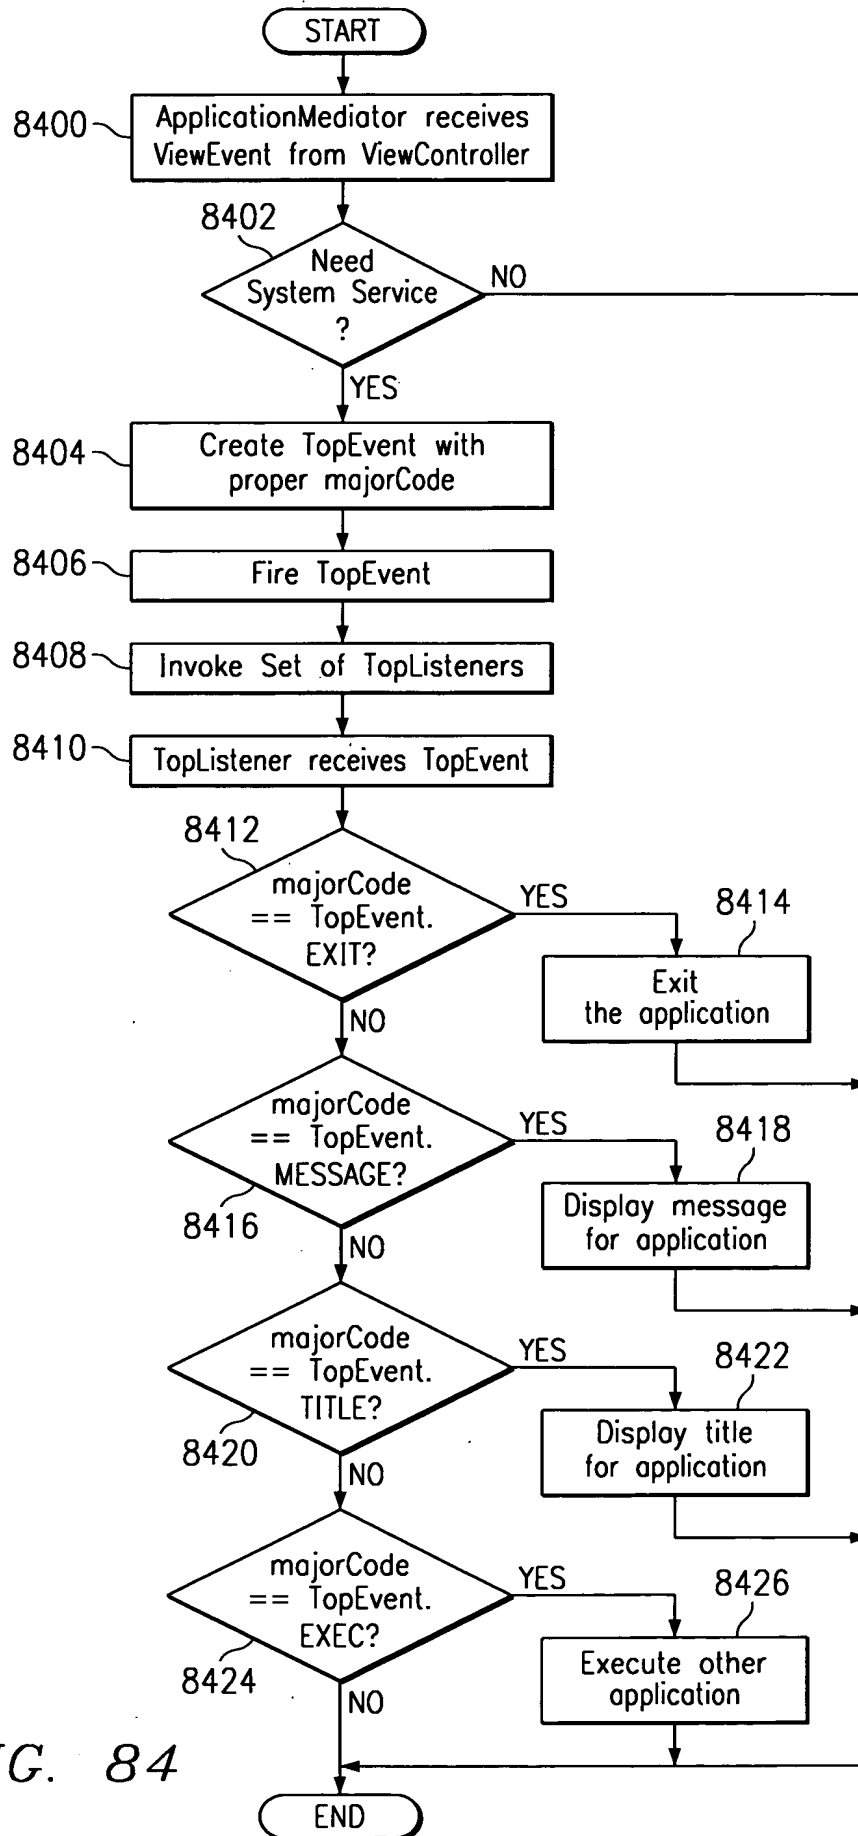 START
8400
ApplicationMediator receives
ViewEvent from ViewController
8402
Need
System Service
?
NO
YES
8404
Create TopEvent with
proper majorCode
8406
Fire TopEvent
8408
Invoke Set of TopListeners
8410
TopListener receives TopEvent
8412
majorCode
== TopEvent.
EXIT?
YES
8414
Exit
the application
NO
majorCode
== TopEvent.
MESSAGE?
8416
YES
8418
Display message
for application
NO
majorCode
== TopEvent.
TITLE?
8420
YES
8422
Display title
for application
NO
majorCode
== TopEvent.
EXEC?
8424
YES
8426
Execute other
application
NO
G. 84
END